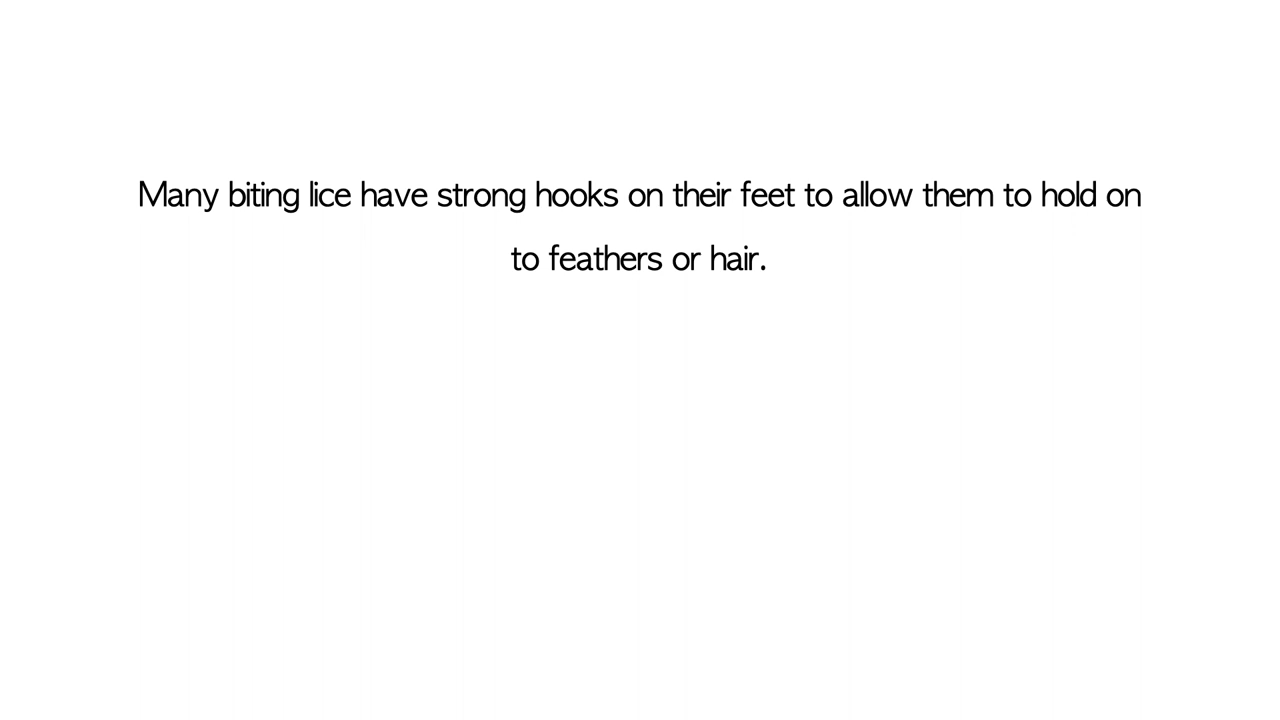 Many biting lice have strong hooks on their feet to allow them to hold on
to feathers or hair.